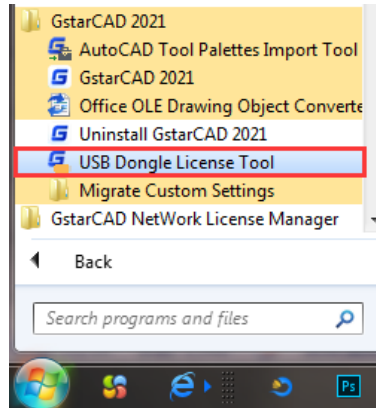 GstarCAD 2021
AutoCAD Tool Palettes Import Tool
GstarCAD 2021
Office OLE Drawing Object Converte
Uninstall GstarCAD 2021
USB Dongle License Tool
Migrate Custom Settings
GstarCAD NetWork License Manager
Back
Search programs and files
Ps